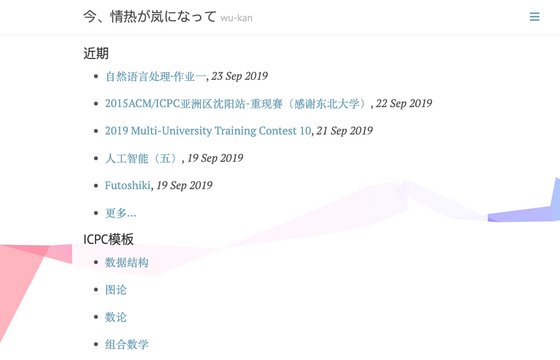 今、情热が岚になって wu-kan
近期
自然语言处理-作业一, 23 Sep 2019
2015ACM/ICPC亚洲区沈阳站-重现赛（感谢东北大学）, 22 Sep 2019
2019 Multi-University Training Contest 10, 21 Sep 2019
人工智能（五）, 19 Sep 2019
Futoshiki, 19 Sep 2019
更多...
ICPC模板
数据结构
图论
数论
组合数学